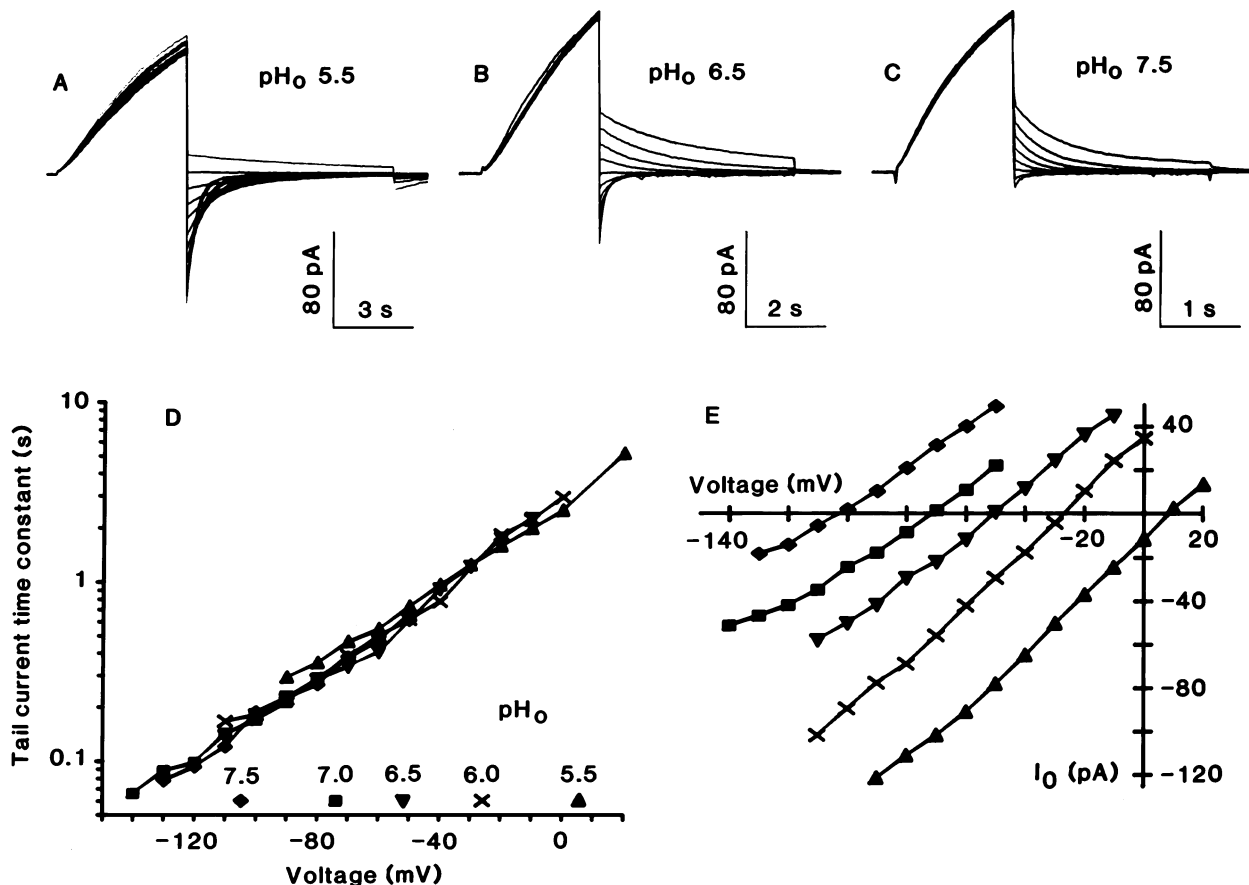 A
pHo 5.5
80 pA
3 s
B
pHo 6.5
80 pA
2 s
C
pHo 7.5
80 pA
1 s
D
Tail current time constant (s)
10
1
0.1
pHo
7.5 7.0 6.5 6.0 5.5
−120 −80 −40 0
Voltage (mV)
E
Voltage (mV)
40
−140 −20 20
−40
−80
Io (pA)
−120